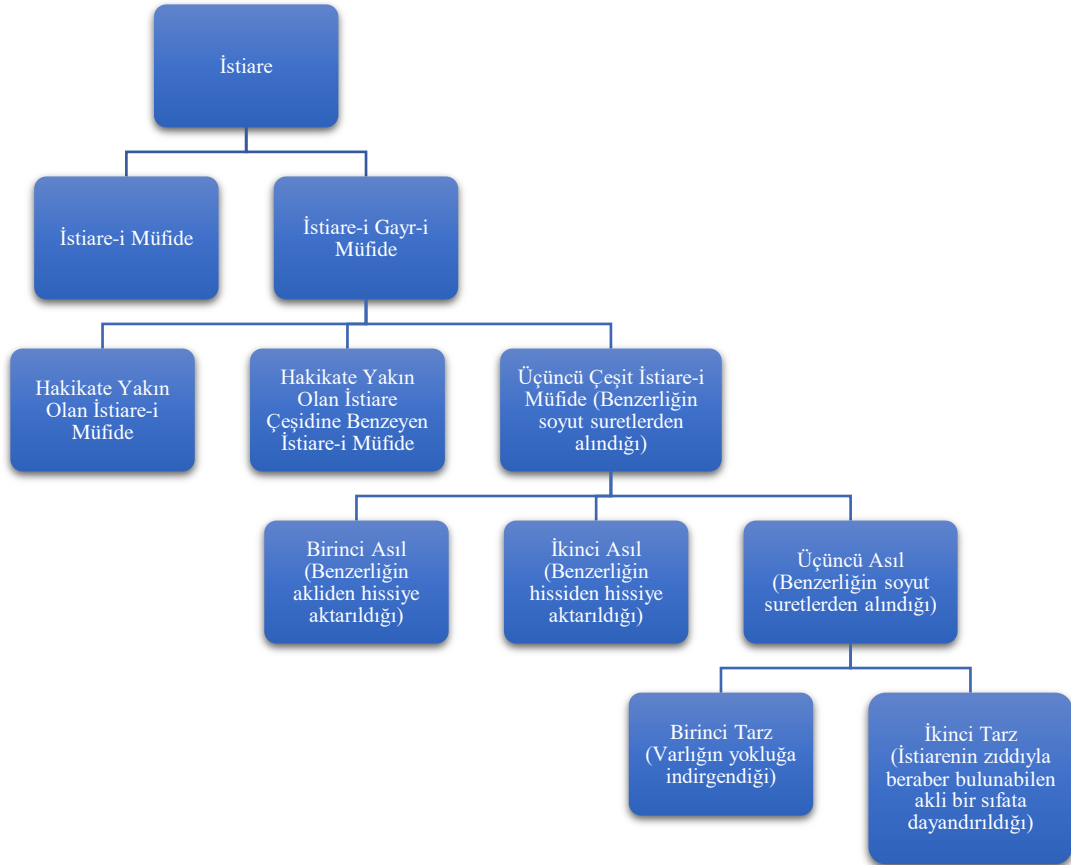 İstiare
İstiare-i Müfide
İstiare-i Gayr-i
Müfide
Hakikate Yakın
Olan İstiare-i
Müfide
Hakikate Yakın
Olan İstiare
Çeşidine Benzeyen
İstiare-i Müfide
Üçüncü Çeşit İstiare-i
Müfide (Benzerliğin
soyut suretlerden
alındığı)
Birinci Asıl
(Benzerliğin
akliden hissiye
aktarıldığı)
İkinci Asıl
(Benzerliğin
hissiden hissiye
aktarıldığı)
Üçüncü Asıl
(Benzerliğin soyut
suretlerden alındığı)
Birinci Tarz
(Varlığın yokluğa
indirgendiği)
İkinci Tarz
(İstiarenin zıddıyla
beraber bulunabilen
akli bir sıfata
dayandırıldığı)